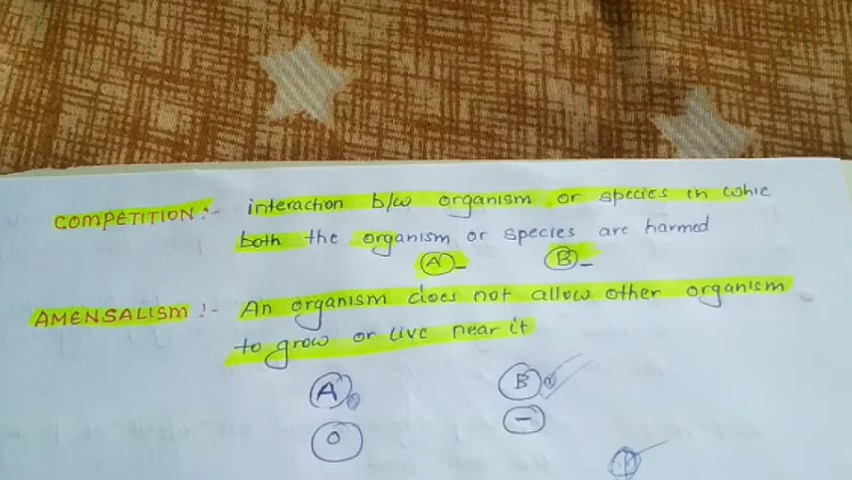 COMPETITION :- interaction b/w organism or species in whic
both the organism or species are harmed
A - B -
AMENSALISM :- An organism does not allow other organism
to grow or live near it
A B
O -